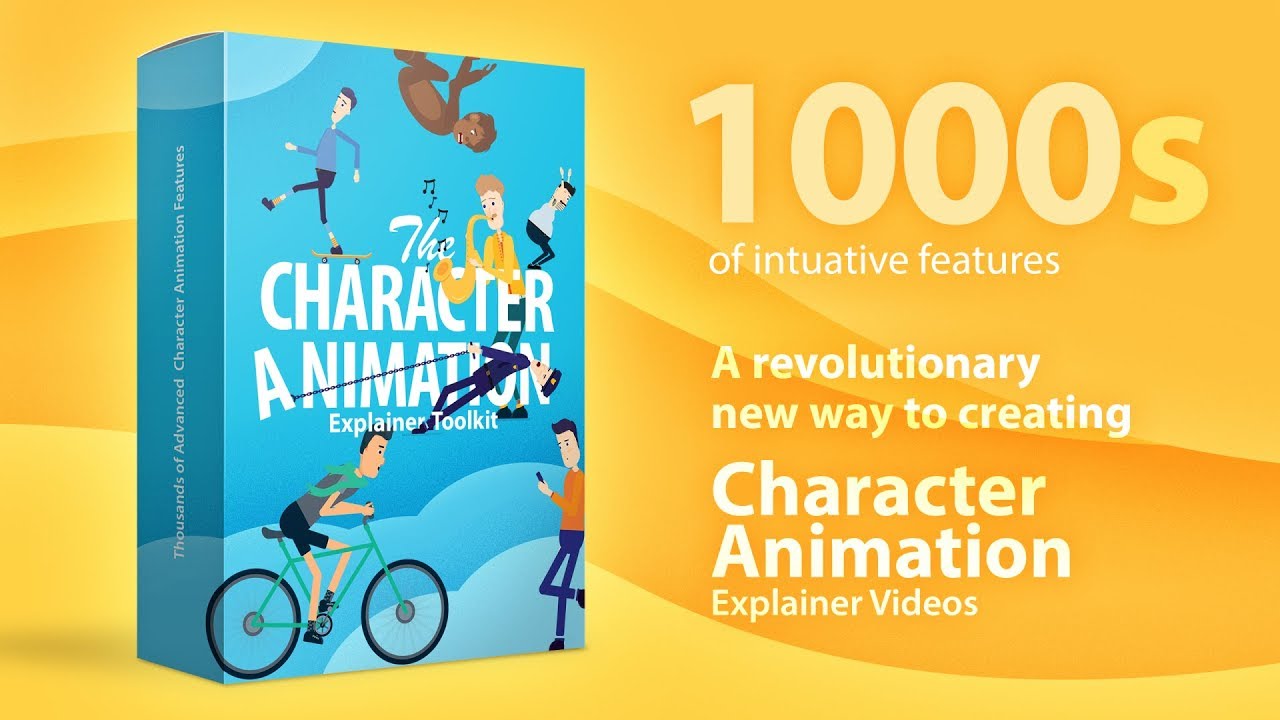 Thousands of Advanced Character Animation Features
The
CHARACTER
ANIMATION
Explainer Toolkit
1000s
of intuative features
A revolutionary
new way to creating
Character
Animation
Explainer Videos